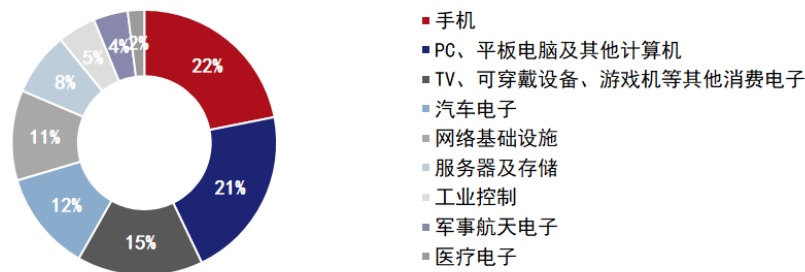 22%
21%
15%
12%
11%
8%
5%
4%
2%
手机
PC、平板电脑及其他计算机
TV、可穿戴设备、游戏机等其他消费电子
汽车电子
网络基础设施
服务器及存储
工业控制
军事航天电子
医疗电子